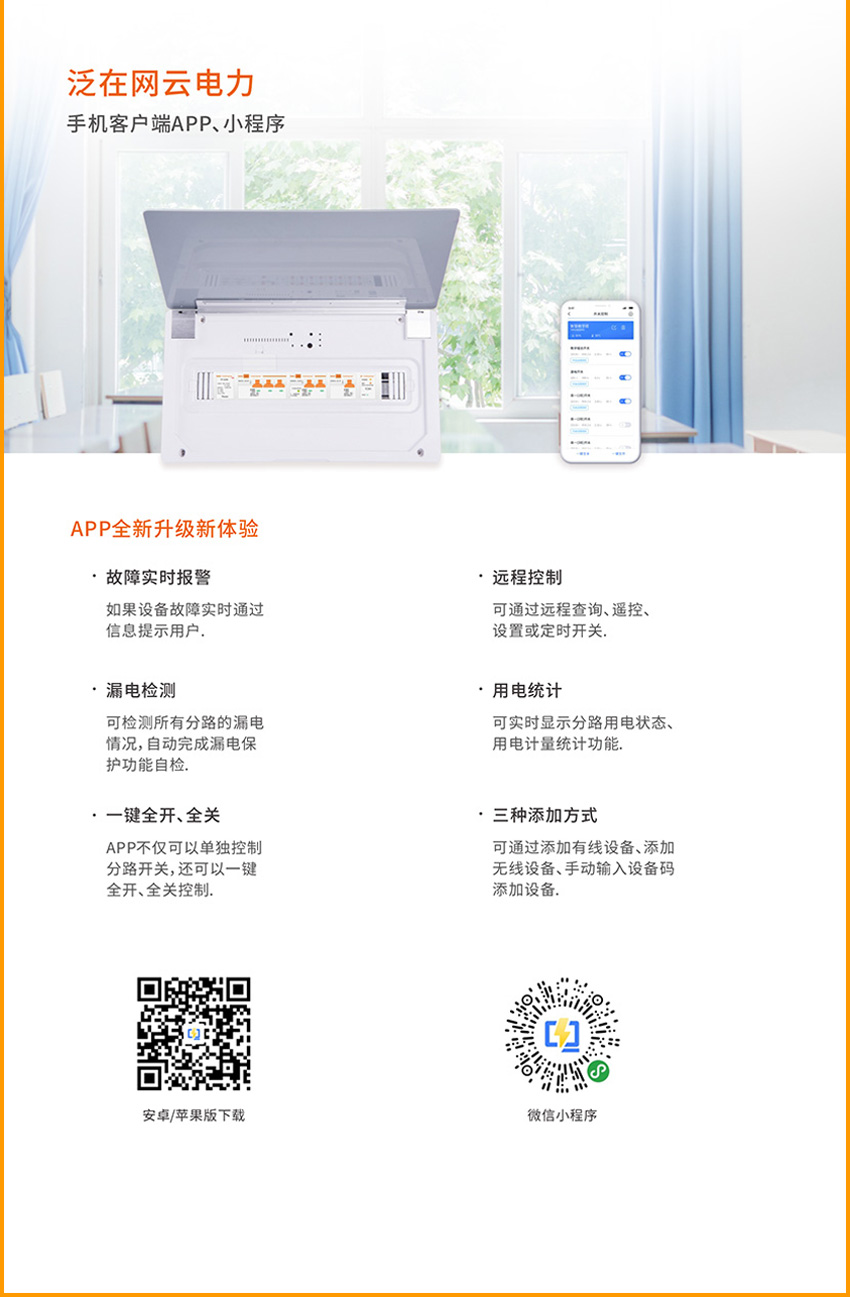 泛在网云电力
手机客户端APP、小程序
APP全新升级新体验
· 故障实时报警
如果设备故障实时通过
信息提示用户.
· 远程控制
可通过远程查询、遥控、
设置或定时开关.
· 漏电检测
可检测所有分路的漏电
情况,自动完成漏电保
护功能自检.
· 用电统计
可实时显示分路用电状态、
用电计量统计功能.
· 一键全开、全关
APP不仅可以单独控制
分路开关,还可以一键
全开、全关控制.
· 三种添加方式
可通过添加有线设备、添加
无线设备、手动输入设备码
添加设备.
安卓/苹果版下载
微信小程序